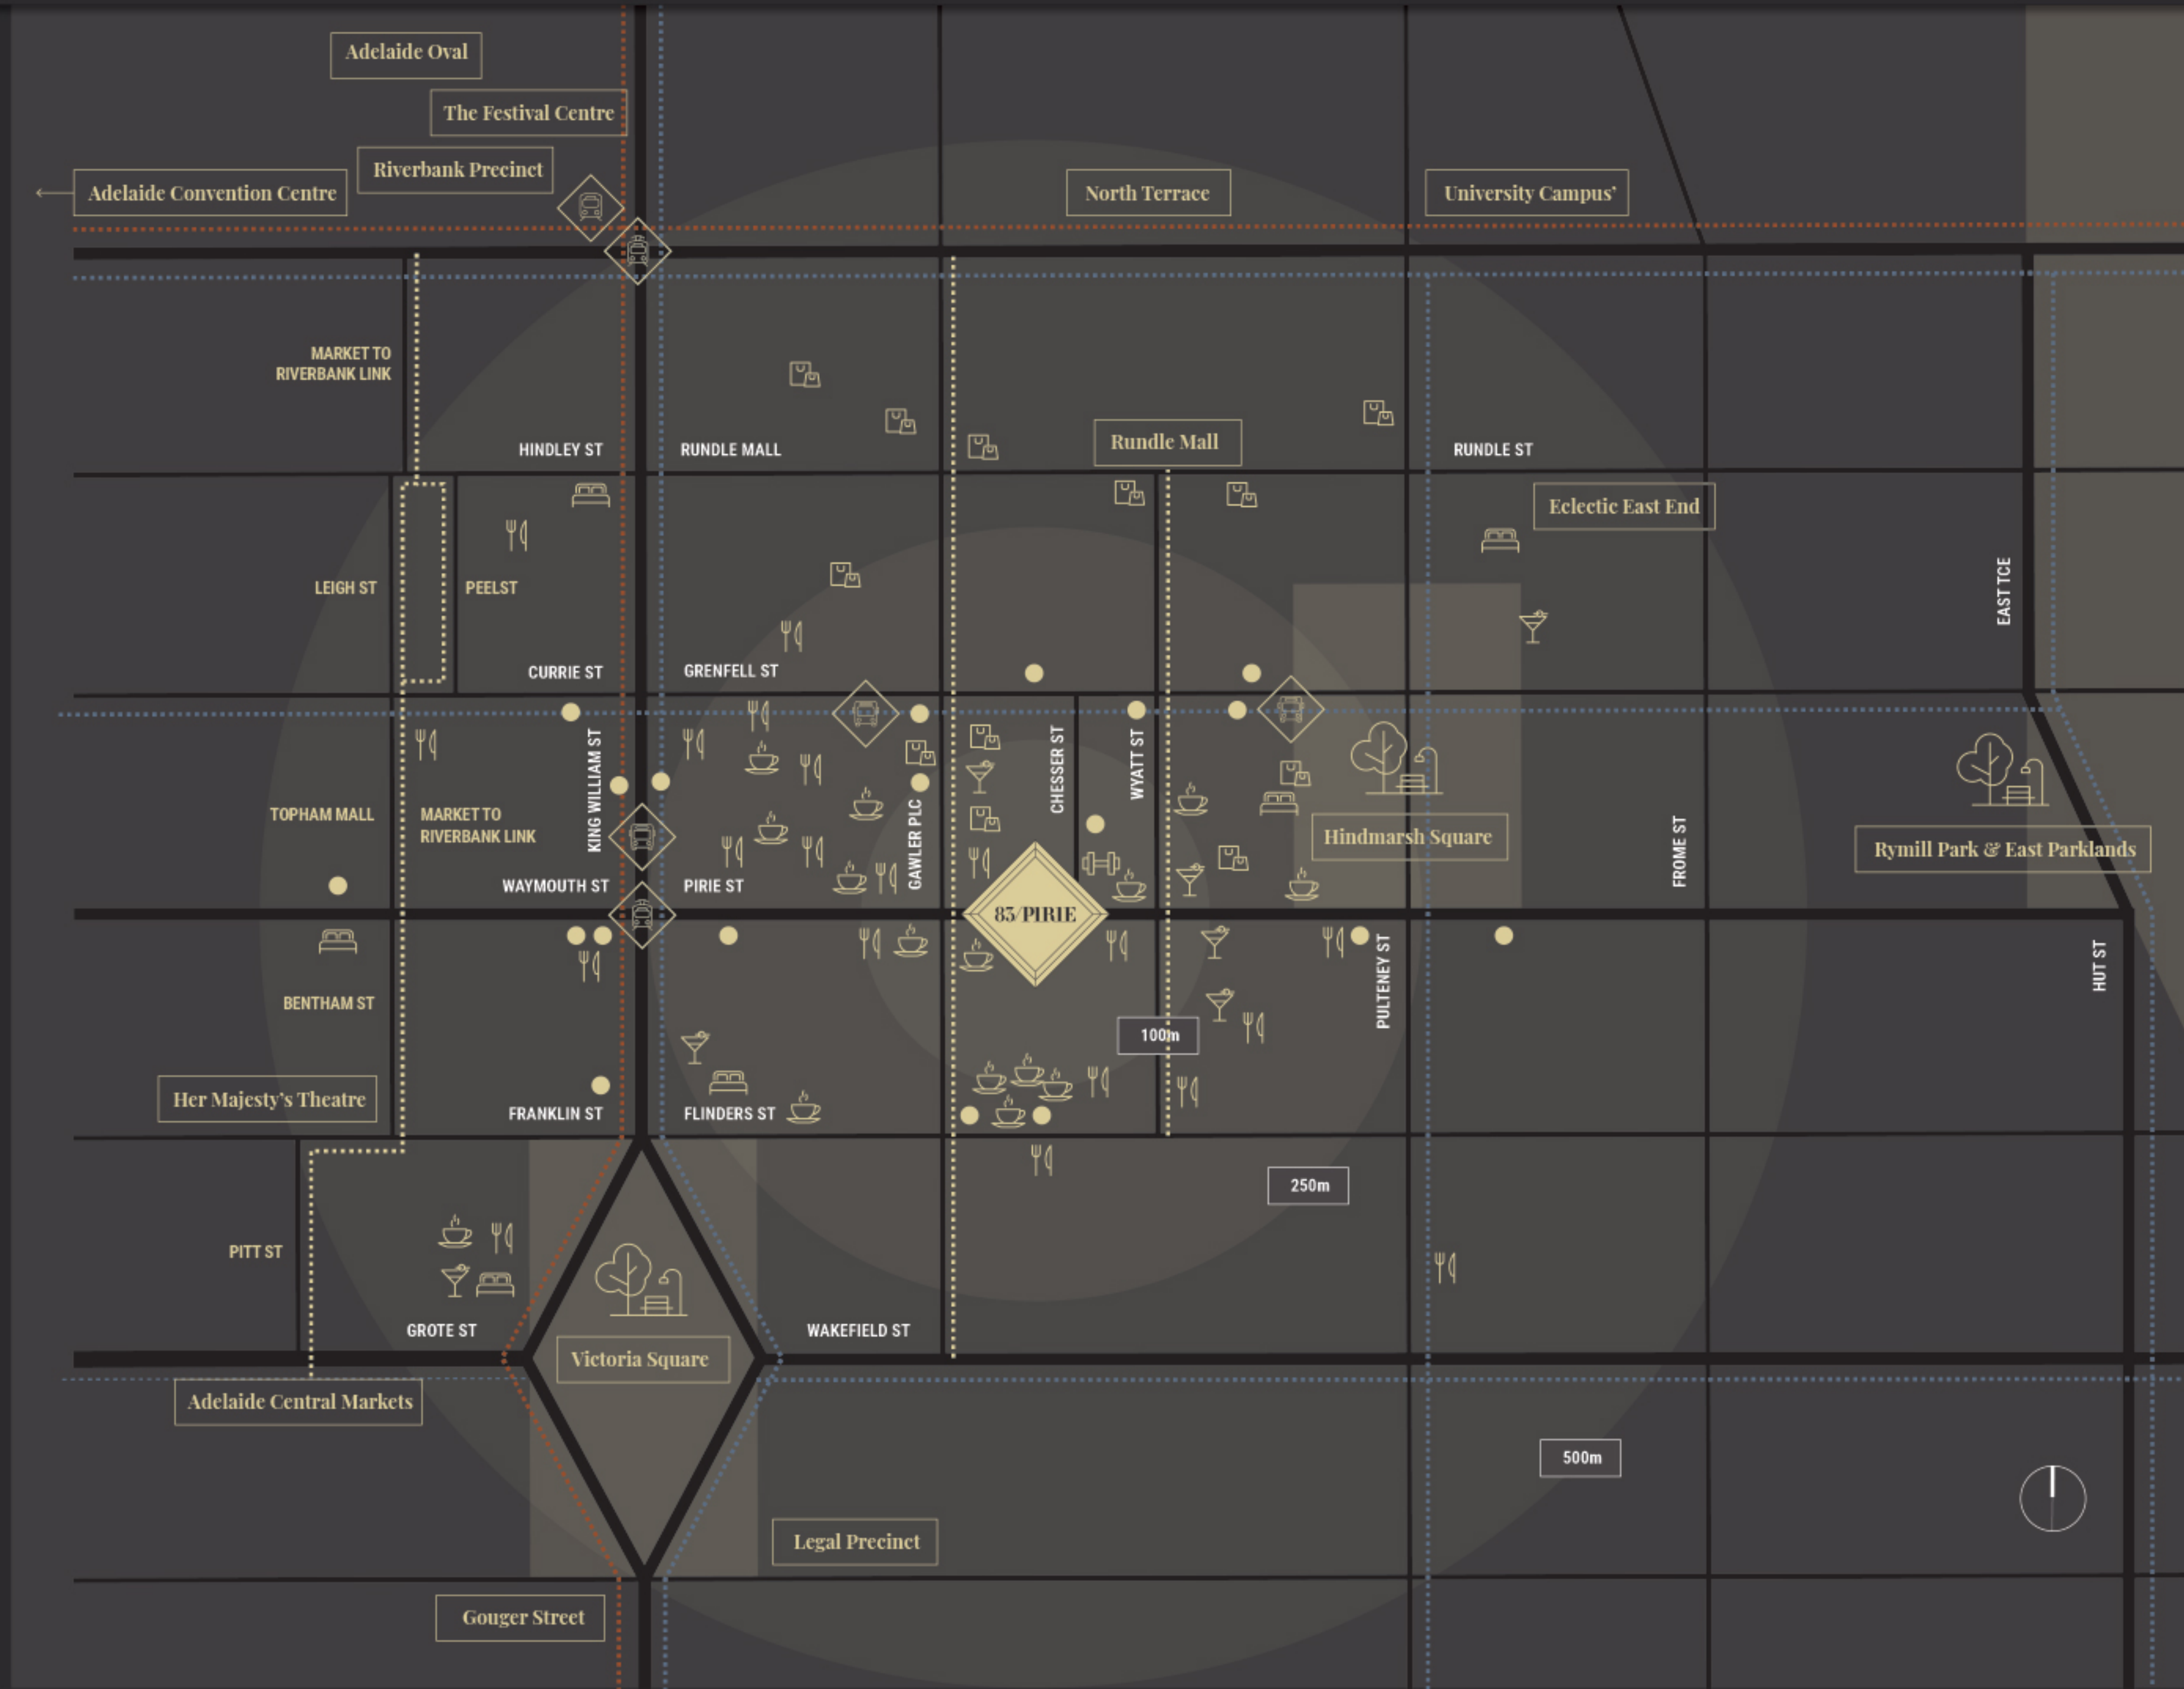 Adelaide Oval
The Festival Centre
Riverbank Precinct
Adelaide Convention Centre
North Terrace
University Campus’
MARKET TO
RIVERBANK LINK
HINDLEY ST
RUNDLE MALL
Rundle Mall
RUNDLE ST
Eclectic East End
LEIGH ST
PEELST
EAST TCE
CURRIE ST
GRENFELL ST
KING WILLIAM ST
CHESSER ST
WYATT ST
TOPHAM MALL
MARKET TO
RIVERBANK LINK
GAWLER PLC
Hindmarsh Square
FROME ST
Rymill Park & East Parklands
WAYMOUTH ST
PIRIE ST
83/PIRIE
PULTENEY ST
HUT ST
BENTHAM ST
100m
Her Majesty’s Theatre
FRANKLIN ST
FLINDERS ST
250m
PITT ST
GROTE ST
WAKEFIELD ST
Victoria Square
Adelaide Central Markets
500m
Legal Precinct
Gouger Street